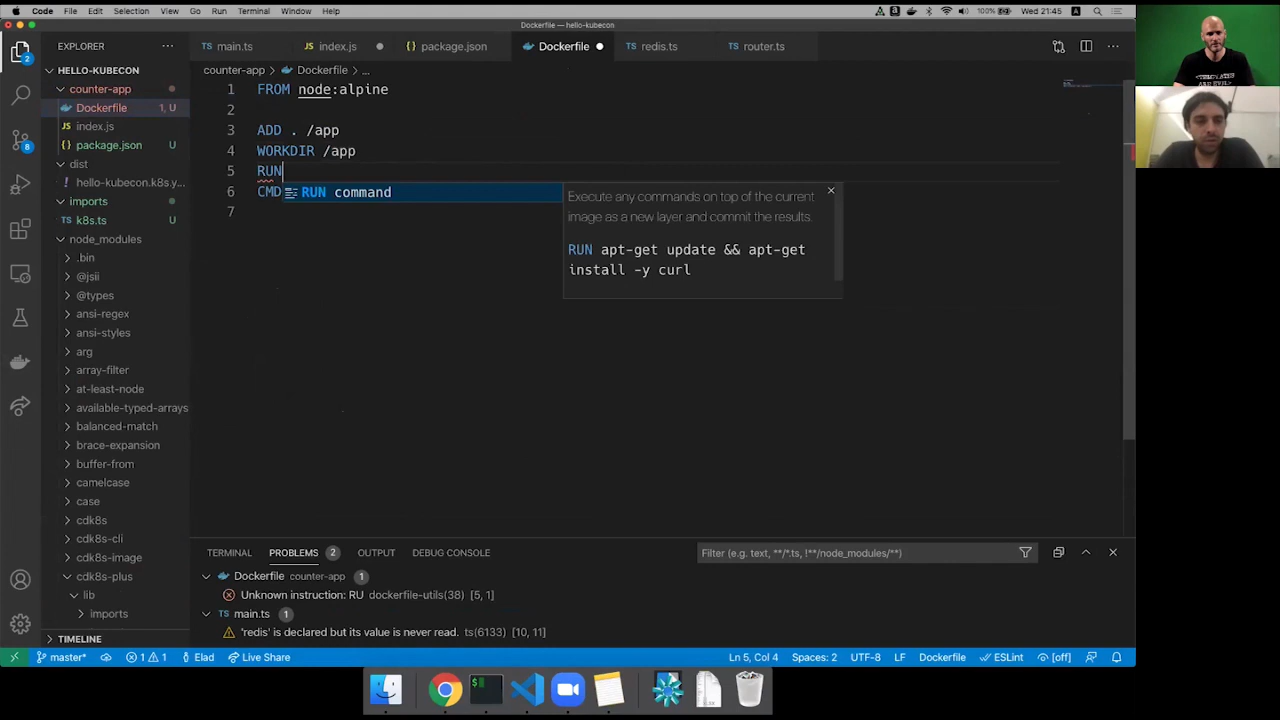 Code File Edit Selection View Go Run Terminal Window Help
100% Wed 21:45 A
Dockerfile — hello-kubecon
EXPLORER
main.ts
index.js
{} package.json
Dockerfile
redis.ts
router.ts
HELLO-KUBECON
counter-app > Dockerfile > ...
counter-app
Dockerfile 1, U
JS index.js
{} package.json U
dist
! hello-kubecon.k8s.y...
imports
TS k8s.ts U
node_modules
.bin
@jsii
@types
ansi-regex
ansi-styles
arg
array-filter
at-least-node
available-typed-arrays
balanced-match
brace-expansion
buffer-from
camelcase
case
cdk8s
cdk8s-cli
cdk8s-image
cdk8s-plus
lib
imports
TIMELINE
2
8
1 FROM node:alpine
2
3 ADD . /app
4 WORKDIR /app
5 RUN
6 CMD
7
RUN command
Execute any commands on top of the current
image as a new layer and commit the results.
RUN apt-get update && apt-get
install -y curl
TERMINAL PROBLEMS 2 OUTPUT DEBUG CONSOLE
Filter (e.g. text, **/*.ts, !**/node_modules/**)
Dockerfile counter-app 1
Unknown instruction: RU dockerfile-utils(38) [5, 1]
TS main.ts 1
'redis' is declared but its value is never read. ts(6133) [10, 11]
master* 1 1 Elad Live Share
Ln 5, Col 4 Spaces: 2 UTF-8 LF Dockerfile ESLint [off]